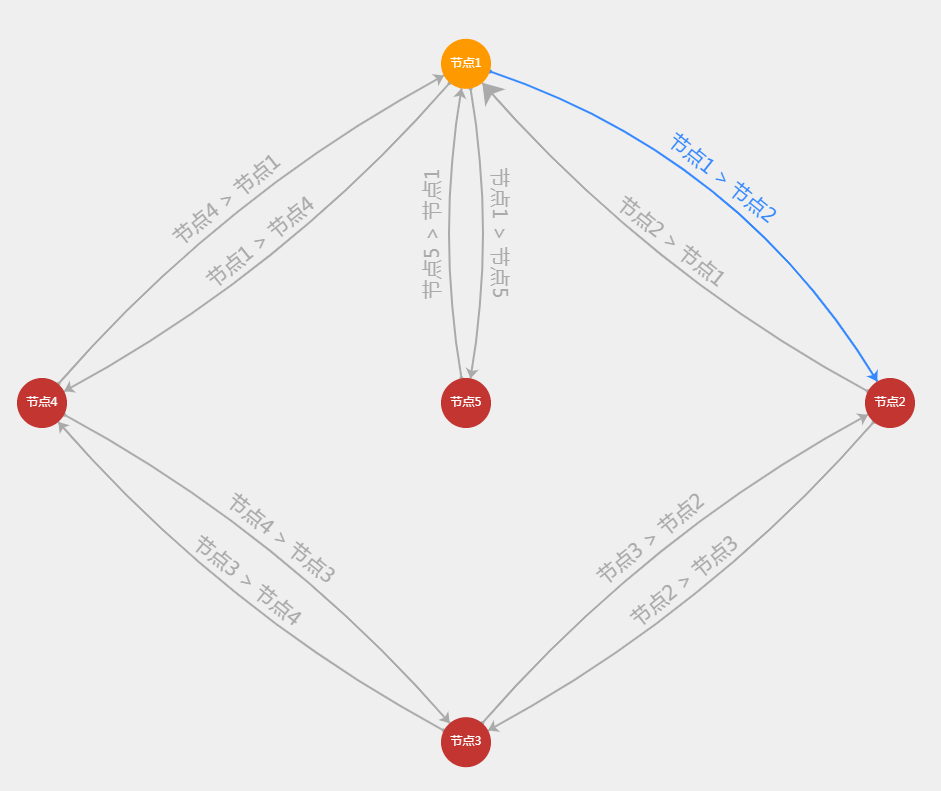 节点1
节点1 > 节点2
节点4 > 节点1
节点5 > 节点1
节点1 > 节点5
节点2 > 节点1
节点1 > 节点4
节点4
节点5
节点2
节点4 > 节点3
节点3 > 节点2
节点3 > 节点4
节点2 > 节点3
节点3